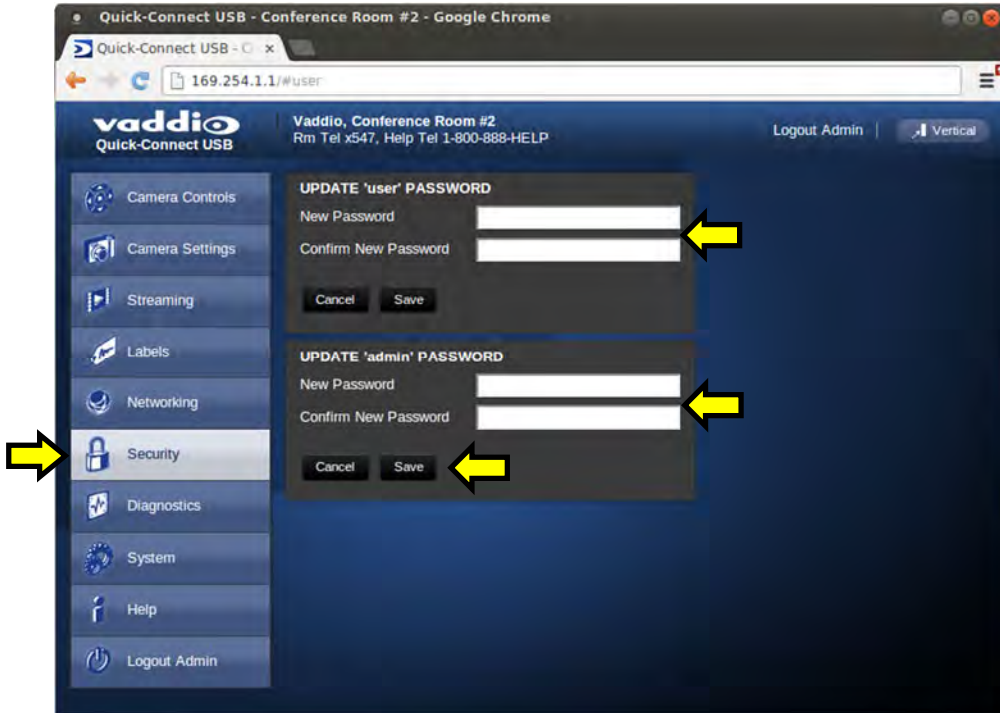 Quick-Connect USB - Conference Room #2 - Google Chrome
Quick-Connect USB - C
169.254.1.1/#user
vaddio
Quick-Connect USB
Vaddio, Conference Room #2
Rm Tel x547, Help Tel 1-800-888-HELP
Logout Admin
Vertical
Camera Controls
Camera Settings
Streaming
Labels
Networking
Security
Diagnostics
System
Help
Logout Admin
UPDATE 'user' PASSWORD
New Password
Confirm New Password
Cancel Save
UPDATE 'admin' PASSWORD
New Password
Confirm New Password
Cancel Save